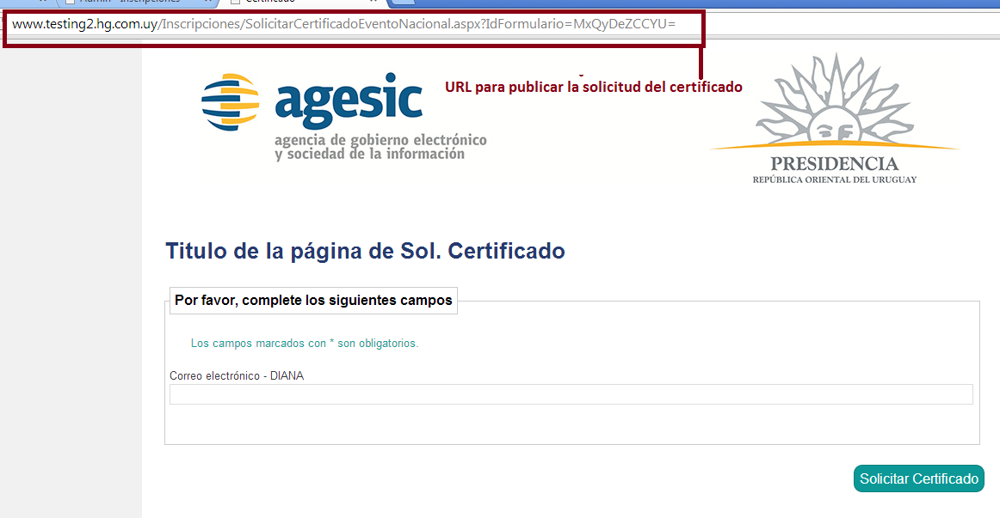 Admin - Inscripciones
Certificado
www.testing2.hg.com.uy/Inscripciones/SolicitarCertificadoEventoNacional.aspx?IdFormulario=MxQyDeZCCYU=
URL para publicar la solicitud del certificado
agesic
agencia de gobierno electrónico
y sociedad de la información
PRESIDENCIA
REPÚBLICA ORIENTAL DEL URUGUAY
Titulo de la página de Sol. Certificado
Por favor, complete los siguientes campos
Los campos marcados con * son obligatorios.
Correo electrónico - DIANA
Solicitar Certificado